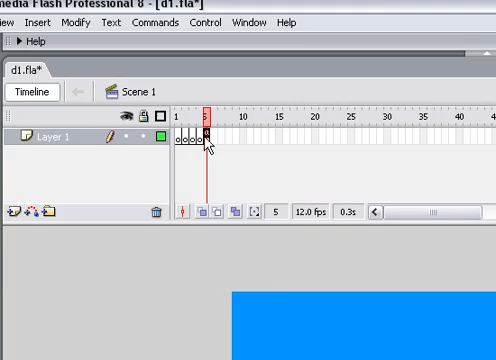 media Flash Professional 8 - [d1.fla*]
iew Insert Modify Text Commands Control Window Help
Help
d1.fla*
Timeline Scene 1
1 5 10 15 20 25 30 35 40 4
Layer 1
5 12.0 fps 0.3s